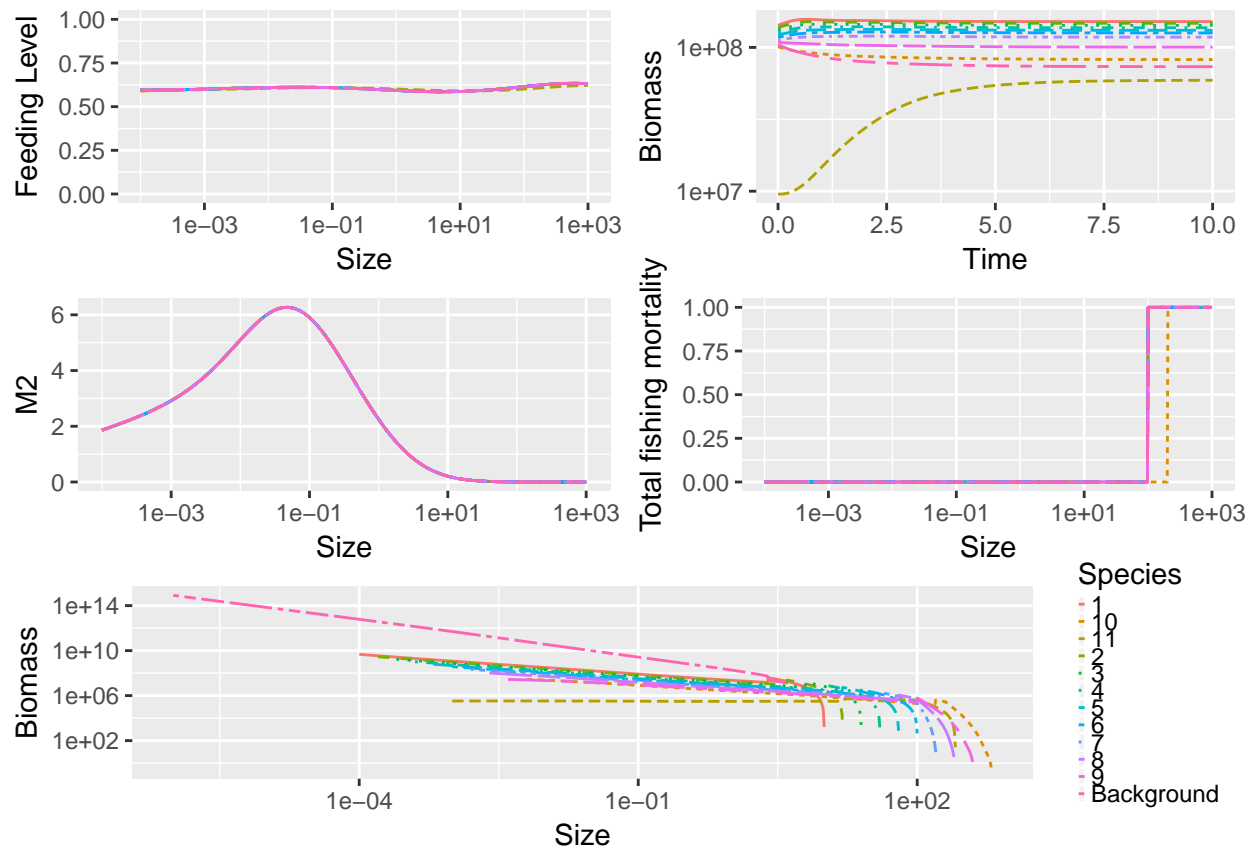 1.00
0.75
0.50
0.25
0.00
Feeding Level
1e−03
1e−01
1e+01
1e+03
Size
1e+08
1e+07
Biomass
0.0
2.5
5.0
7.5
10.0
Time
6
4
2
0
M2
1e−03
1e−01
1e+01
1e+03
Size
1.00
0.75
0.50
0.25
0.00
Total fishing mortality
1e−03
1e−01
1e+01
1e+03
Size
1e+14
1e+10
1e+06
1e+02
Biomass
1e−04
1e−01
1e+02
Size
Species
1
10
11
2
3
4
5
6
7
8
9
Background